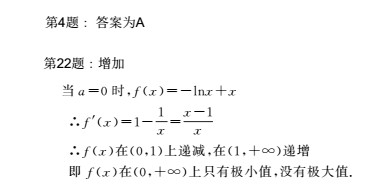 第4题：答案为A
第22题：增加
当 a=0 时,f(x)=-lnx+x
∴f′(x)=1-1/x=(x-1)/x
∴f(x)在(0,1)上递减,在(1,+∞)递增
即 f(x)在(0,+∞)上只有极小值,没有极大值.